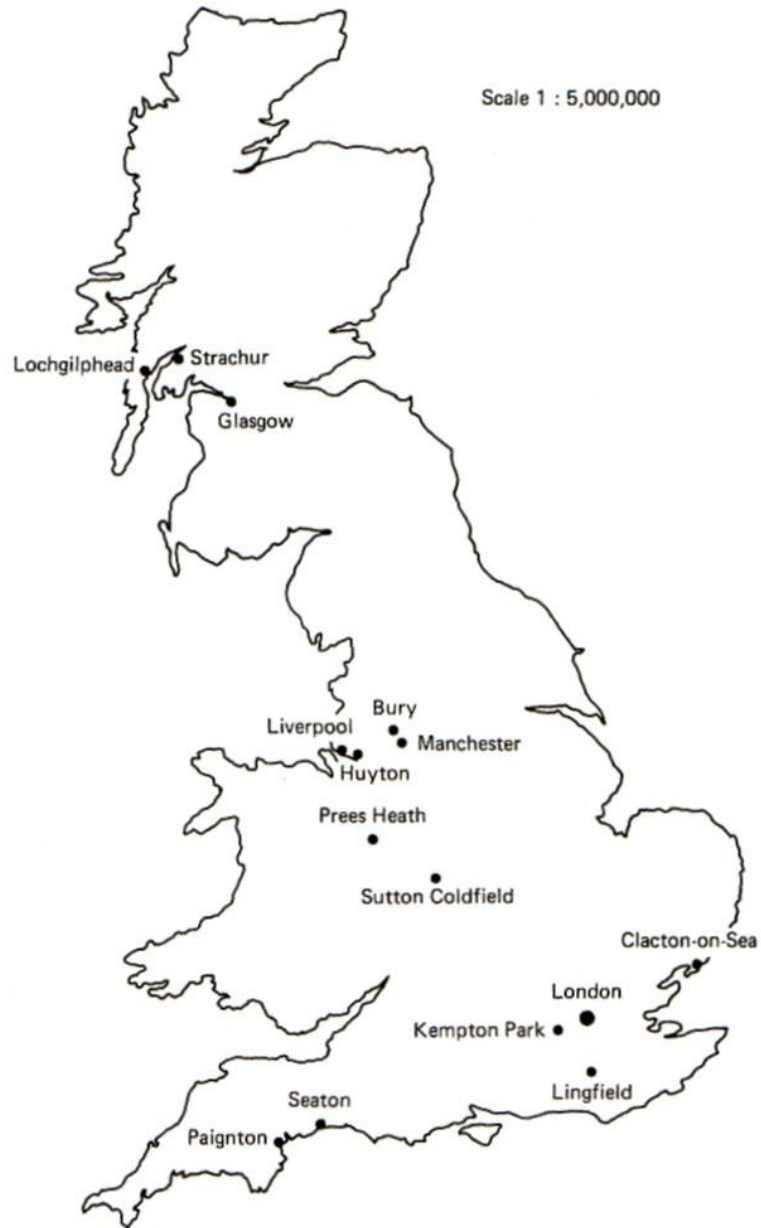 Scale 1 : 5,000,000
Lochgilphead
Strachur
Glasgow
Bury
Liverpool
Manchester
Huyton
Prees Heath
Sutton Coldfield
Clacton-on-Sea
London
Kempton Park
Lingfield
Seaton
Paignton